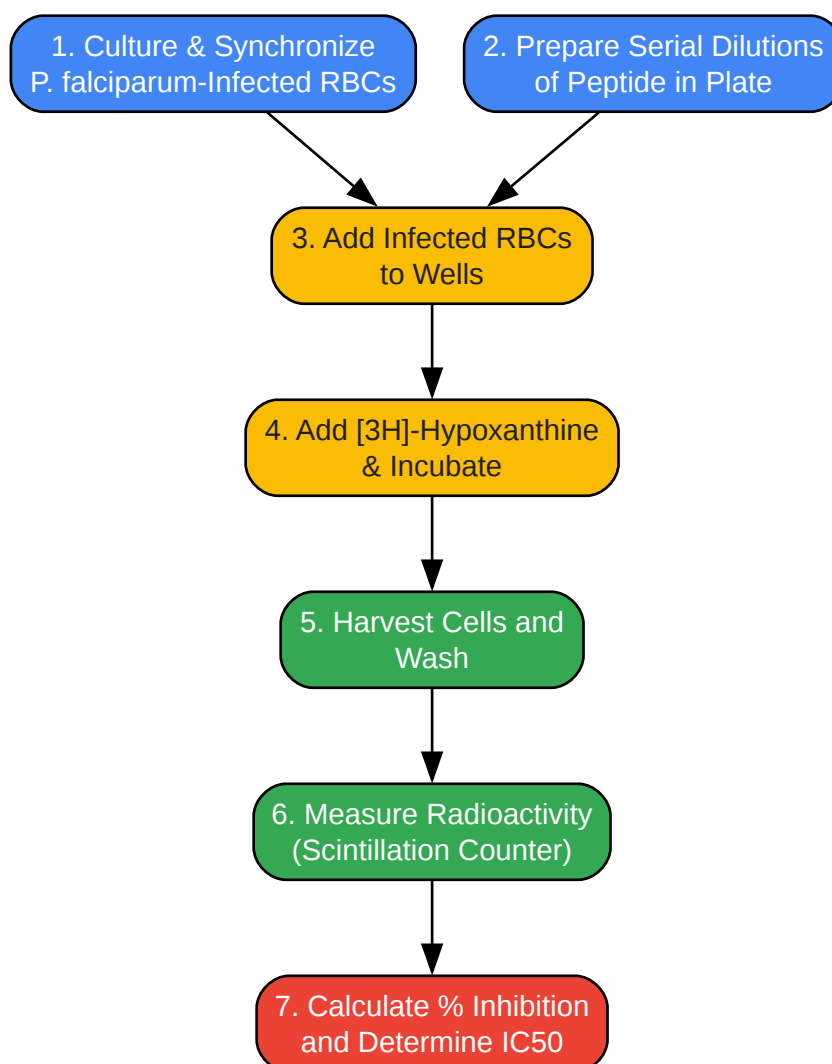 1. Culture & Synchronize
P. falciparum-Infected RBCs
2. Prepare Serial Dilutions
of Peptide in Plate
3. Add Infected RBCs
to Wells
4. Add [3H]-Hypoxanthine
& Incubate
5. Harvest Cells and
Wash
6. Measure Radioactivity
(Scintillation Counter)
7. Calculate % Inhibition
and Determine IC50